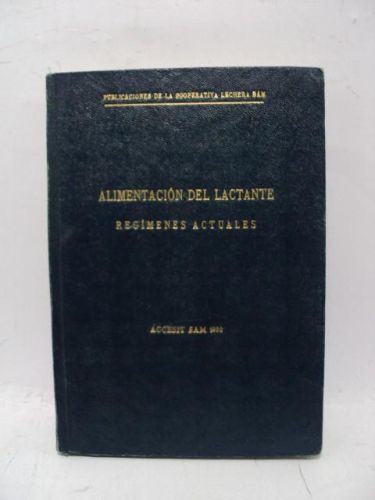 PUBLICACIONES DE LA COOPERATIVA LECHERA SAM
ALIMENTACIÓN DEL LACTANTE
REGÍMENES ACTUALES
ACCESIT SAM